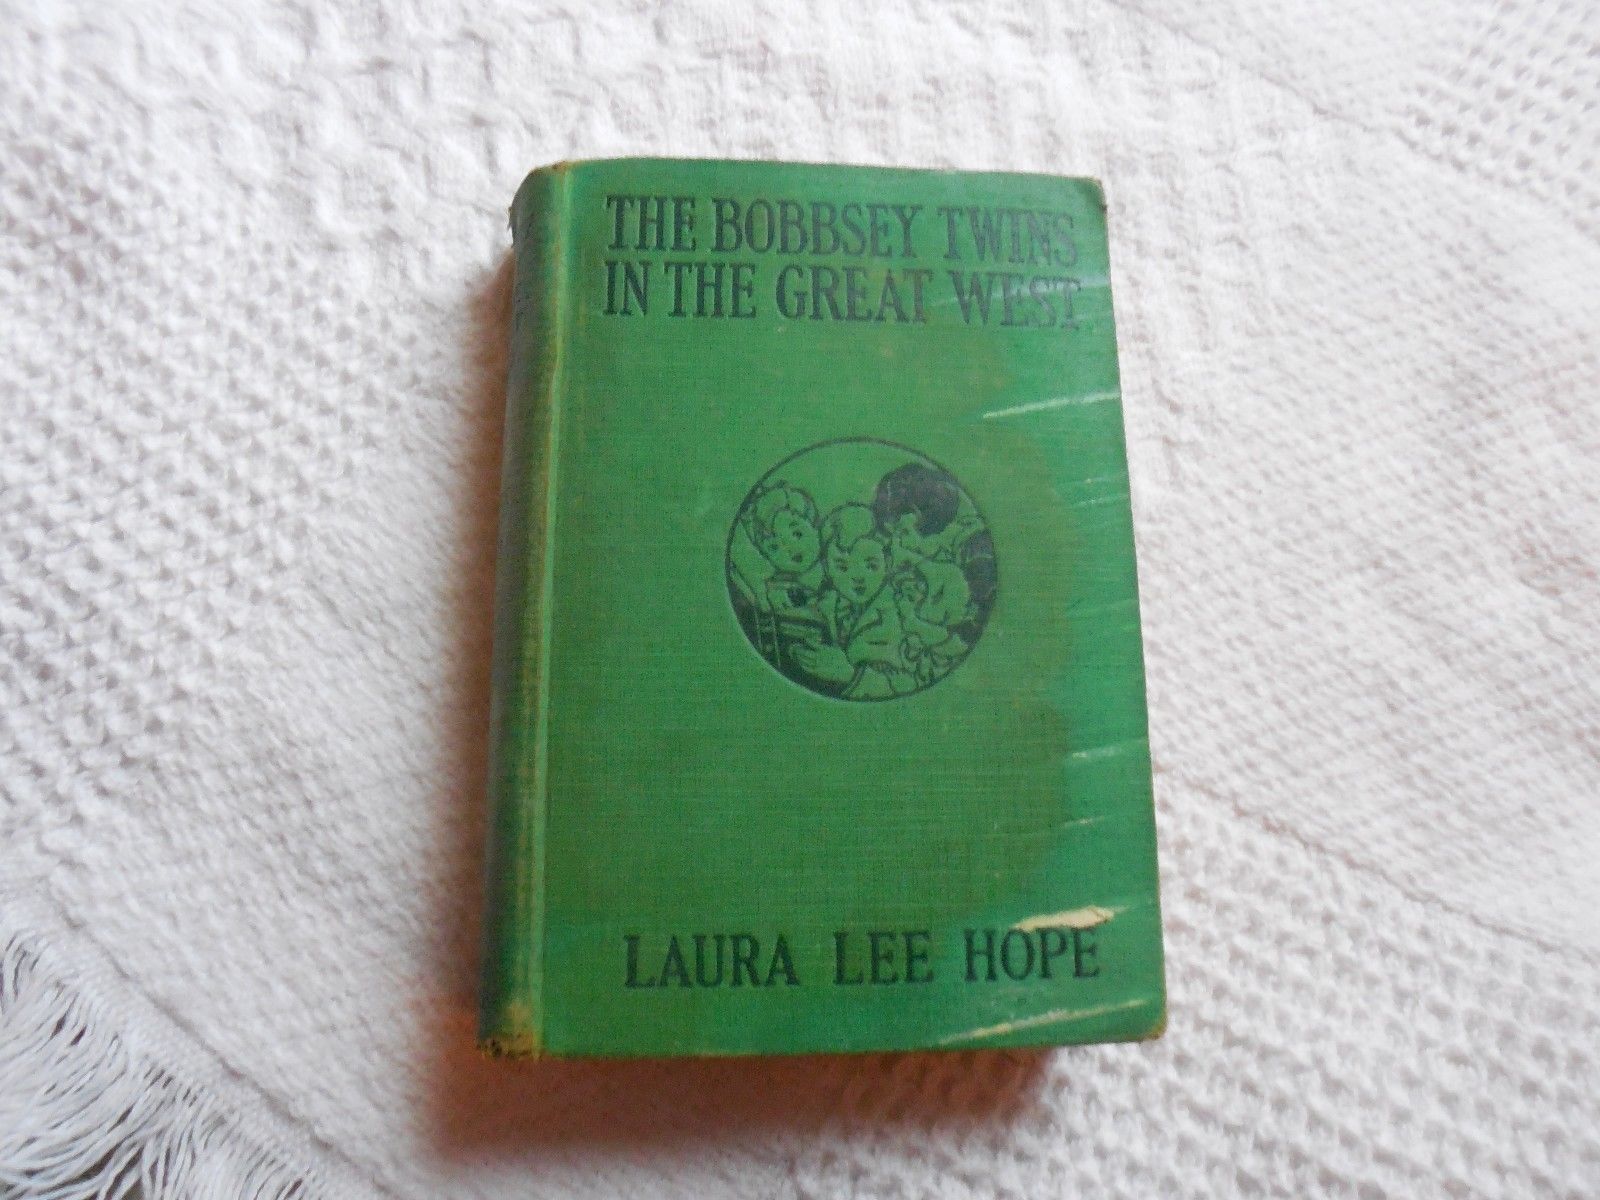 THE BOBBSEY TWINS
IN THE GREAT WEST
LAURA LEE HOPE